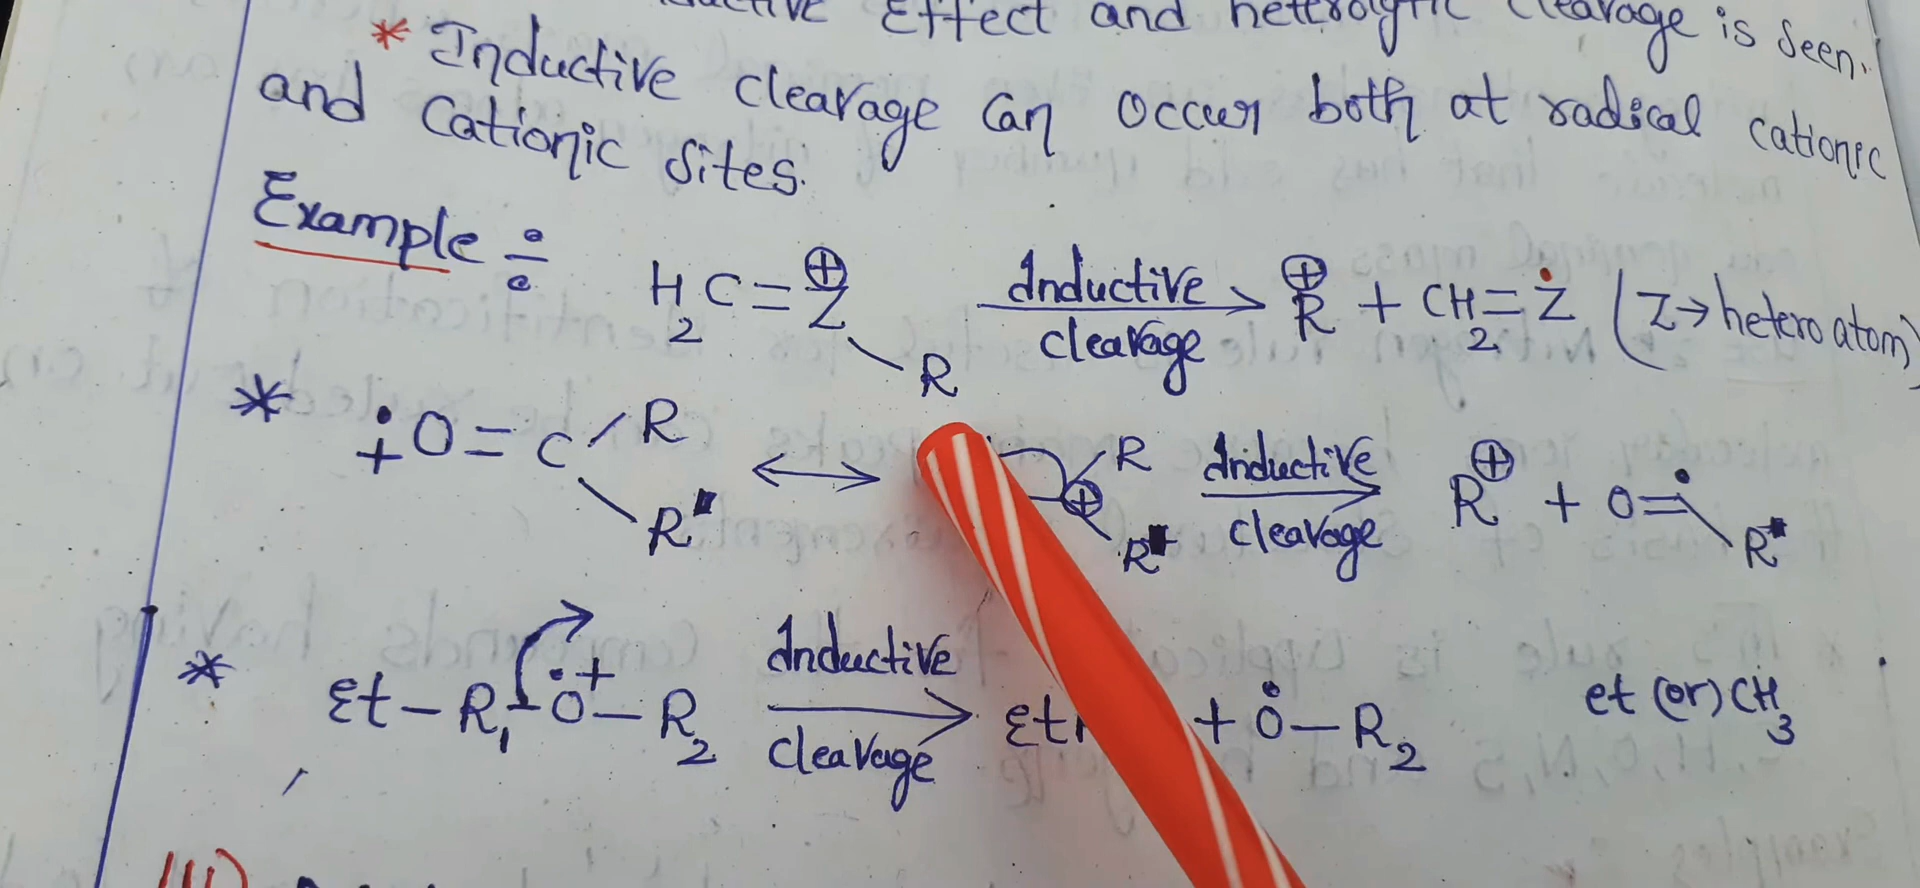 Effect and heterolytic cleavage is seen.
* Inductive cleavage can occur both at radical cationic
and cationic sites.
Example ÷
H₂C=Z⊕–R Inductive cleavage → R⊕ + CH₂=Ż (Z→ hetero atom)
* ∔O=C R R ↔ ⊕ R R Inductive cleavage → R⊕ + O= R
* Et–R₁–Ȯ⁺–R₂ Inductive cleavage → Et + Ȯ–R₂ et (or) CH₃